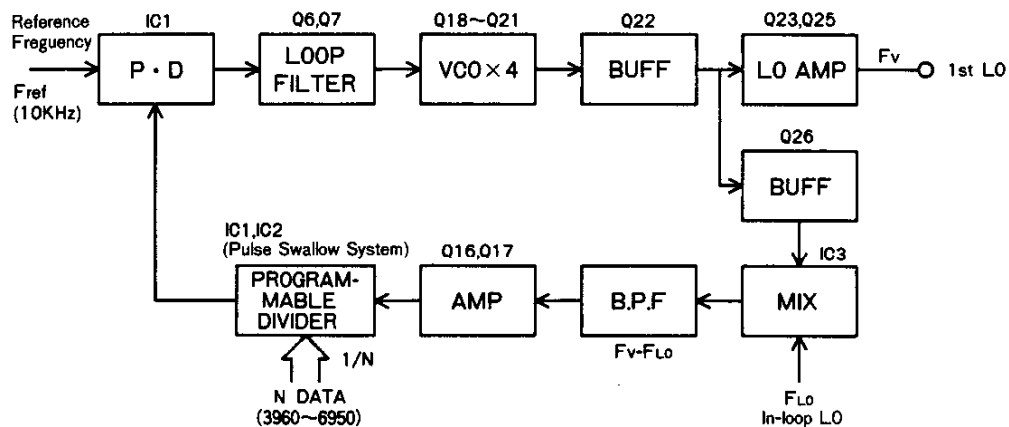 Reference
Freguency
Fref
(10KHz)
IC1
P・D
Q6,Q7
LOOP
FILTER
Q18~Q21
VCO×4
Q22
BUFF
Q23,Q25
LO AMP
Fv
1st LO
Q26
BUFF
IC1,IC2
(Pulse Swallow System)
PROGRAM-
MABLE
DIVIDER
1/N
N DATA
(3960~6950)
Q16,Q17
AMP
B.P.F
Fv-FLO
IC3
MIX
FLO
In-loop LO